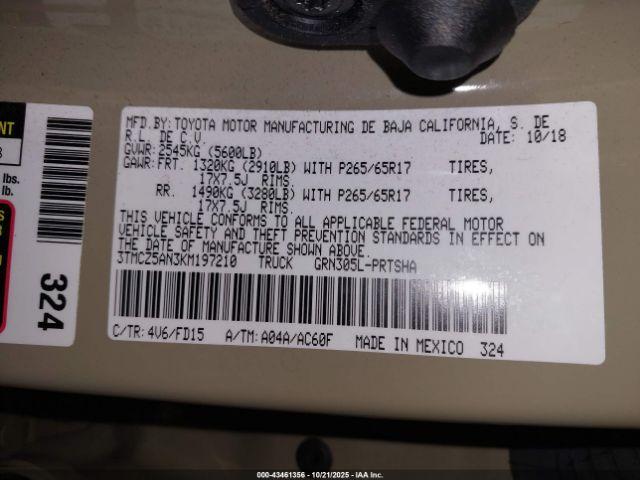 MFD.BY: TOYOTA MOTOR MANUFACTURING DE BAJA CALIFORNIA, S. DE
R.L. DE C.V. DATE: 10/18
GVWR: 2545KG (5600LB)
GAWR: FRT. 1320KG (2910LB) WITH P265/65R17 TIRES,
17X7.5J RIMS.
RR. 1490KG (3280LB) WITH P265/65R17 TIRES,
17X7.5J RIMS.
THIS VEHICLE CONFORMS TO ALL APPLICABLE FEDERAL MOTOR
VEHICLE SAFETY AND THEFT PREVENTION STANDARDS IN EFFECT ON
THE DATE OF MANUFACTURE SHOWN ABOVE.
3TMCZ5AN3KM197210 TRUCK GRN305L-PRTSHA
C/TR: 4V6/FD15 A/TM: A04A/AC60F MADE IN MEXICO 324
lbs.
lb.
324
000-43461356 - 10/21/2025 - IAA Inc.